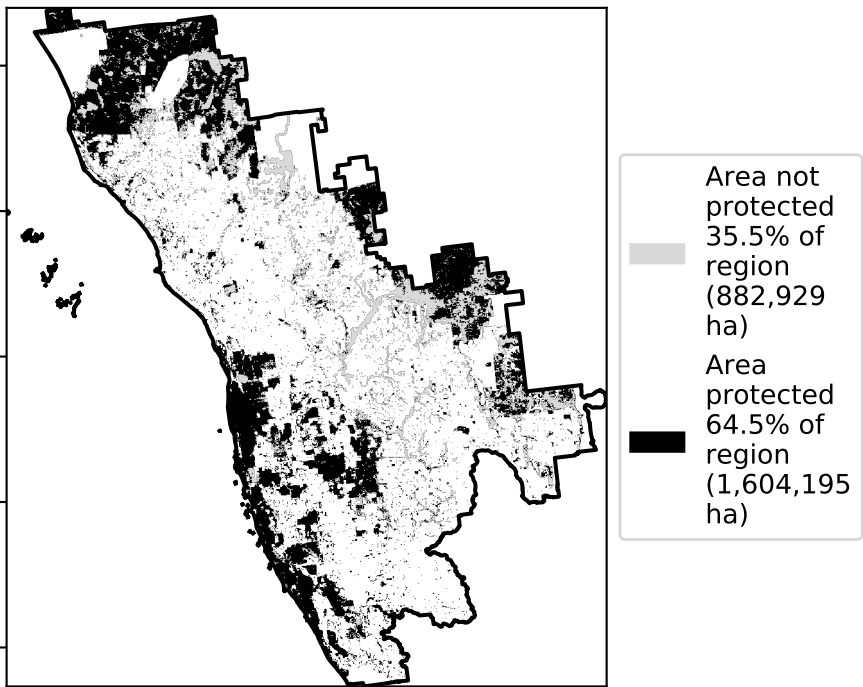 Area not
protected
35.5% of
region
(882,929
ha)
Area
protected
64.5% of
region
(1,604,195
ha)